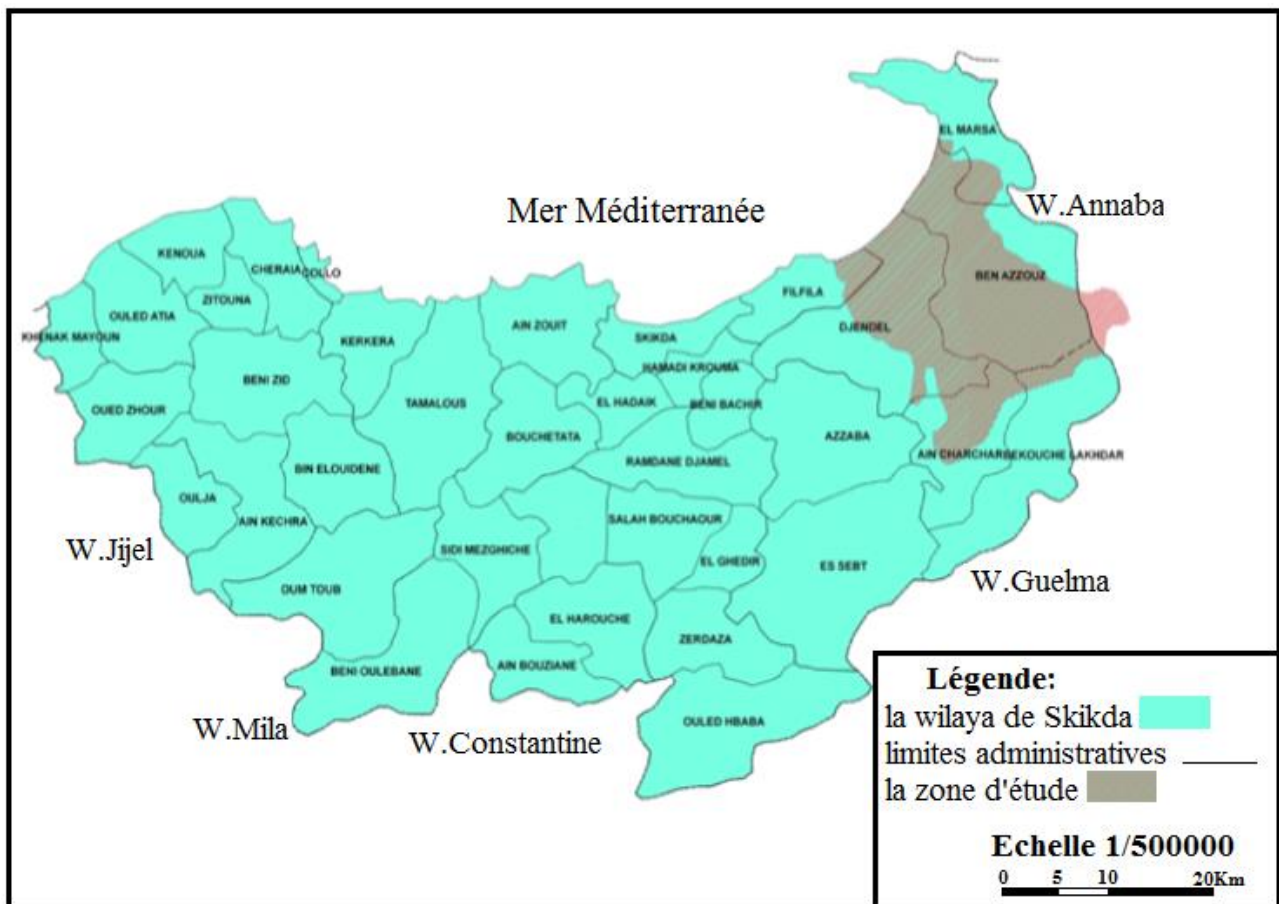 EL MARSA
Mer Méditerranée
W.Annaba
KENOUA
CHERAIA
COLLO
BEN AZZOUZ
FILFILA
ZITOUNA
OULED ATIA
AIN ZOUIT
DJENDEL
KHENAK MAYOUN
KERKERA
SKIKDA
HAMADI KROUMA
BENI ZID
TAMALOUS
EL HADAIK
BENI BACHIR
OUED ZHOUR
BOUCHETATA
AZZABA
AIN CHARCHAR
BEKOUCHE LAKHDAR
RAMDANE DJAMEL
BIN ELOUIDENE
OULJA
AIN KECHRA
SALAH BOUCHAOUR
W.Jijel
SIDI MEZGHICHE
EL GHEDIR
ES SEBT
W.Guelma
OUM TOUB
EL HAROUCHE
ZERDAZA
BENI OULEBANE
AIN BOUZIANE
OULED HBABA
W.Mila
W.Constantine
Légende:
la wilaya de Skikda
limites administratives
la zone d'étude
Echelle 1/500000
0 5 10 20Km